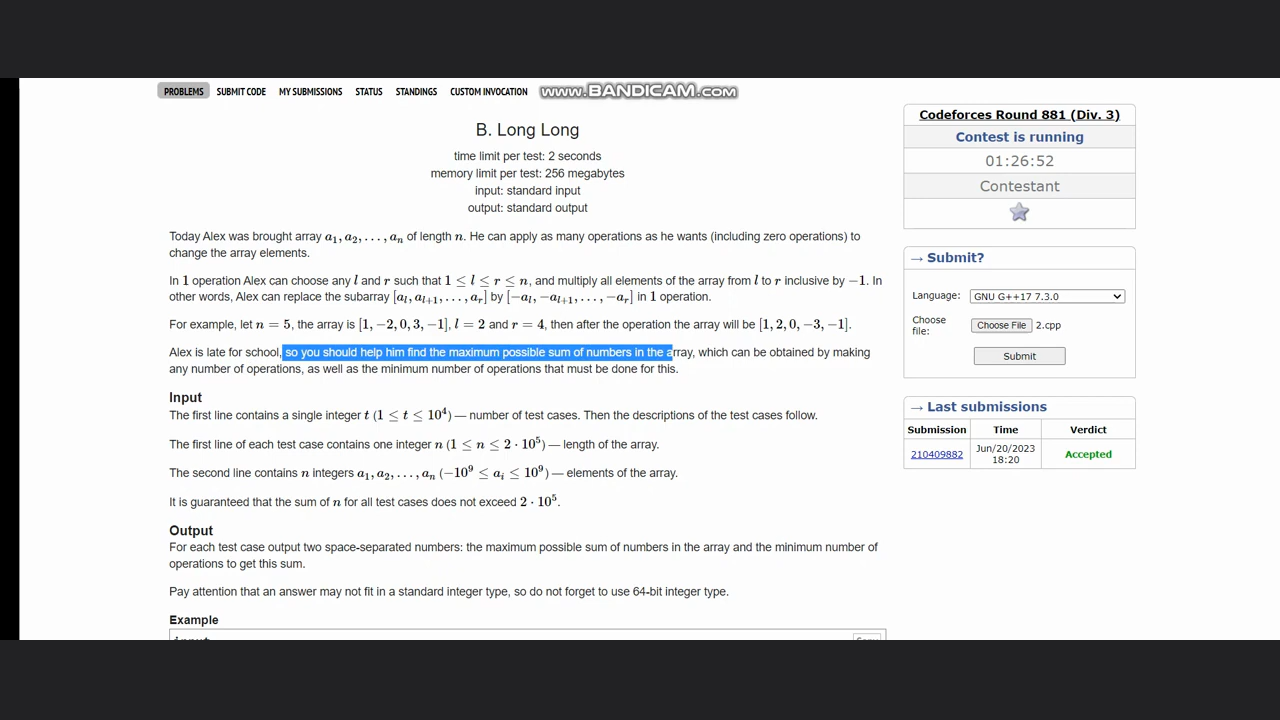 PROBLEMS SUBMIT CODE MY SUBMISSIONS STATUS STANDINGS CUSTOM INVOCATION www.BANDICAM.com
B. Long Long
time limit per test: 2 seconds
memory limit per test: 256 megabytes
input: standard input
output: standard output
Today Alex was brought array a₁, a₂, . . . , aₙ of length n. He can apply as many operations as he wants (including zero operations) to
change the array elements.
In 1 operation Alex can choose any l and r such that 1 ≤ l ≤ r ≤ n, and multiply all elements of the array from l to r inclusive by −1. In
other words, Alex can replace the subarray [aₗ, aₗ₊₁, . . . , aᵣ] by [−aₗ, −aₗ₊₁, . . . , −aᵣ] in 1 operation.
For example, let n = 5, the array is [1, −2, 0, 3, −1], l = 2 and r = 4, then after the operation the array will be [1, 2, 0, −3, −1].
Alex is late for school, so you should help him find the maximum possible sum of numbers in the array, which can be obtained by making
any number of operations, as well as the minimum number of operations that must be done for this.
Input
The first line contains a single integer t (1 ≤ t ≤ 10⁴) — number of test cases. Then the descriptions of the test cases follow.
The first line of each test case contains one integer n (1 ≤ n ≤ 2 · 10⁵) — length of the array.
The second line contains n integers a₁, a₂, . . . , aₙ (−10⁹ ≤ aᵢ ≤ 10⁹) — elements of the array.
It is guaranteed that the sum of n for all test cases does not exceed 2 · 10⁵.
Output
For each test case output two space-separated numbers: the maximum possible sum of numbers in the array and the minimum number of
operations to get this sum.
Pay attention that an answer may not fit in a standard integer type, so do not forget to use 64-bit integer type.
Example
Codeforces Round 881 (Div. 3)
Contest is running
01:26:52
Contestant
→ Submit?
Language: GNU G++17 7.3.0
Choose
file: Choose File 2.cpp
Submit
→ Last submissions
Submission Time Verdict
210409882 Jun/20/2023 Accepted
18:20